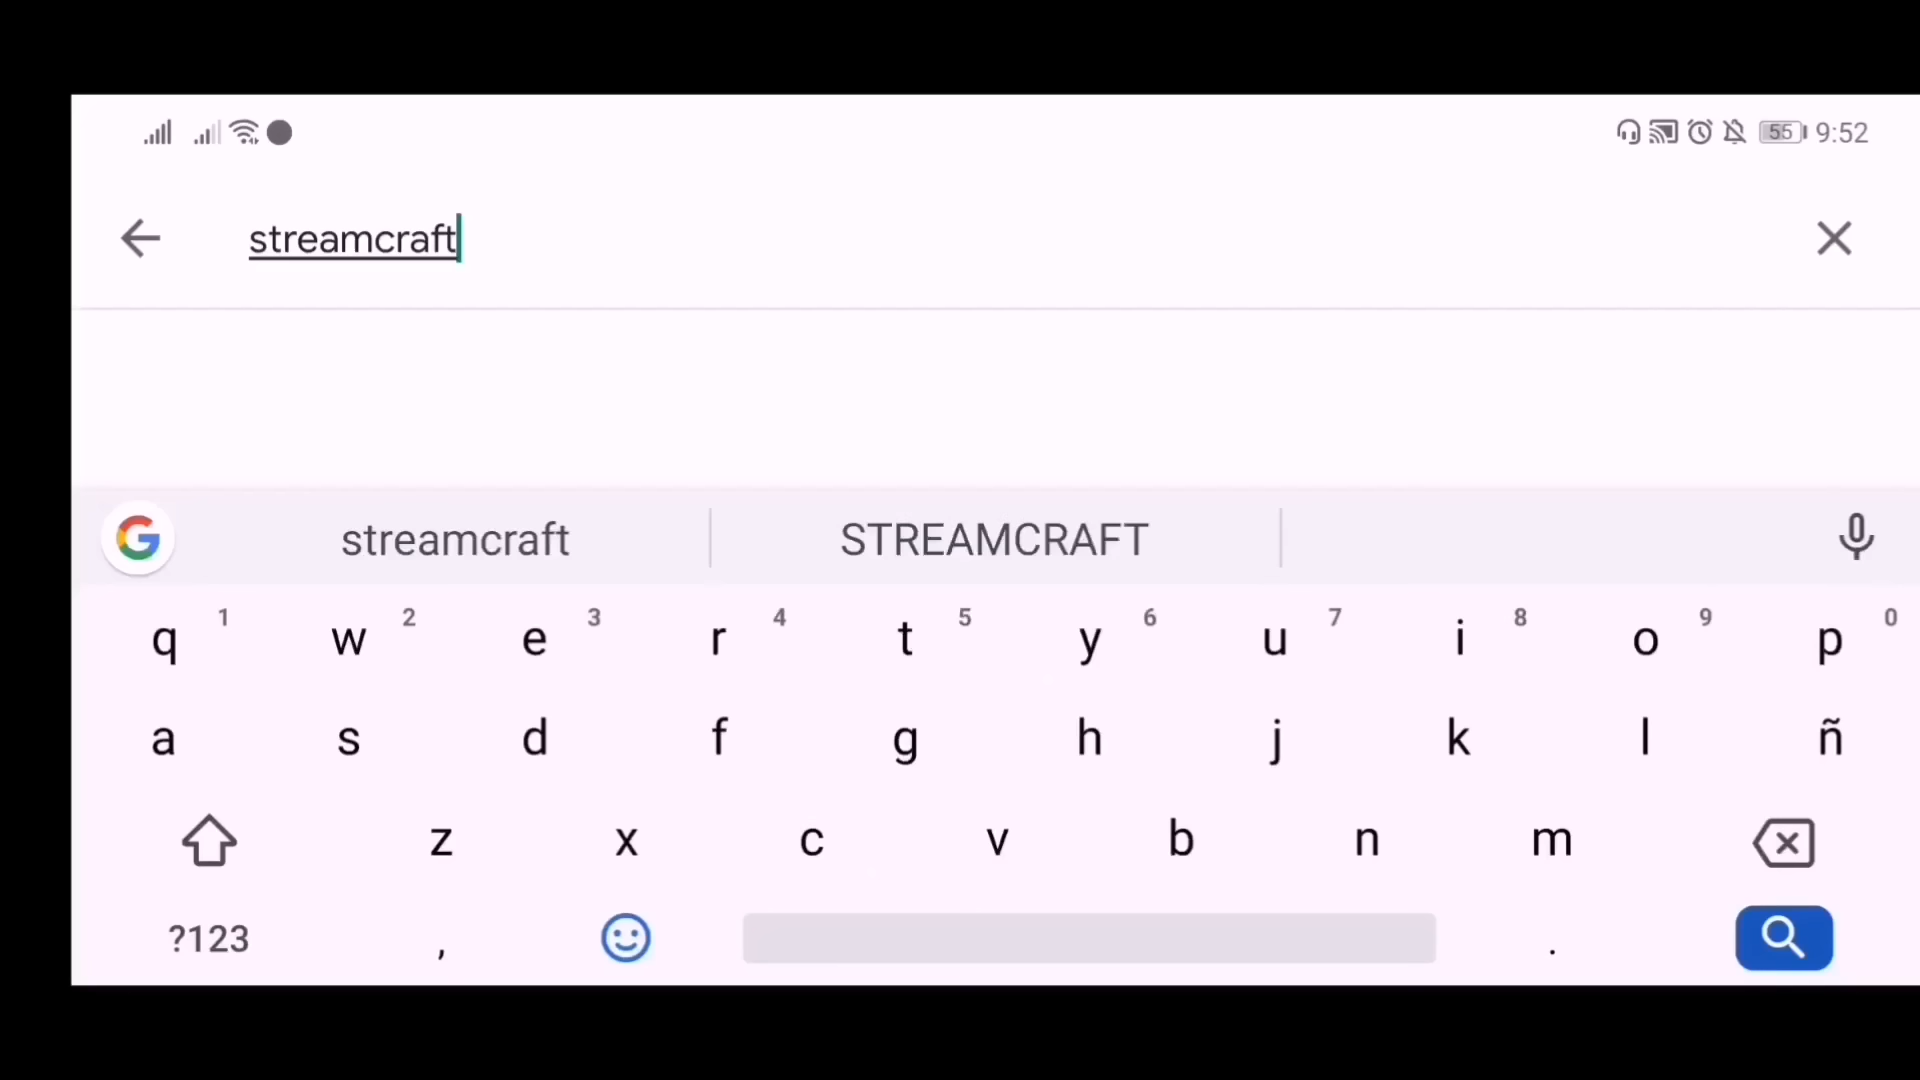 55 9:52
streamcraft
streamcraft STREAMCRAFT
q 1 w 2 e 3 r 4 t 5 y 6 u 7 i 8 o 9 p 0
a s d f g h j k l ñ
z x c v b n m
?123 , .